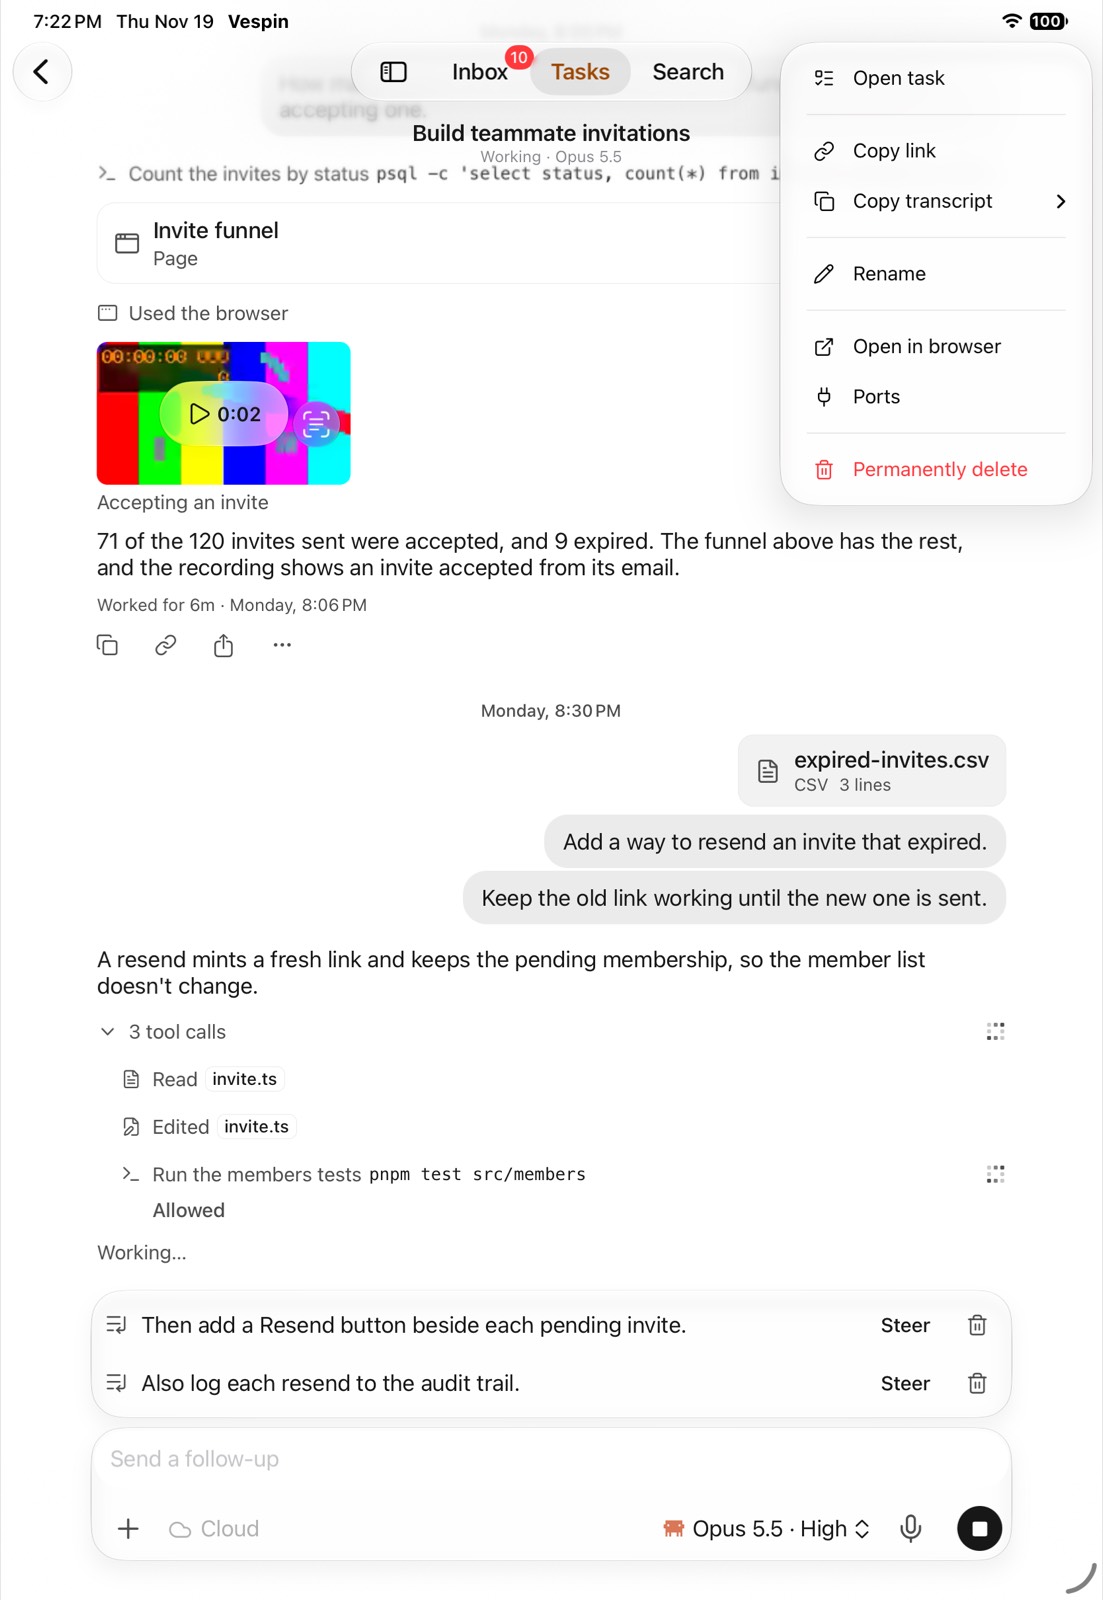 7:22 PM Thu Nov 19 Vespin
100
Inbox
10
Tasks
Search
accepting one.
Build teammate invitations
Working · Opus 5.5
Count the invites by status psql -c 'select status, count(*) from i
Invite funnel
Page
Used the browser
00:00:00
0:02
Accepting an invite
71 of the 120 invites sent were accepted, and 9 expired. The funnel above has the rest,
and the recording shows an invite accepted from its email.
Worked for 6m · Monday, 8:06 PM
Monday, 8:30 PM
expired-invites.csv
CSV 3 lines
Add a way to resend an invite that expired.
Keep the old link working until the new one is sent.
A resend mints a fresh link and keeps the pending membership, so the member list
doesn't change.
3 tool calls
Read invite.ts
Edited invite.ts
Run the members tests pnpm test src/members
Allowed
Working...
Then add a Resend button beside each pending invite.
Steer
Also log each resend to the audit trail.
Steer
Send a follow-up
Cloud
Opus 5.5 · High
Open task
Copy link
Copy transcript
Rename
Open in browser
Ports
Permanently delete